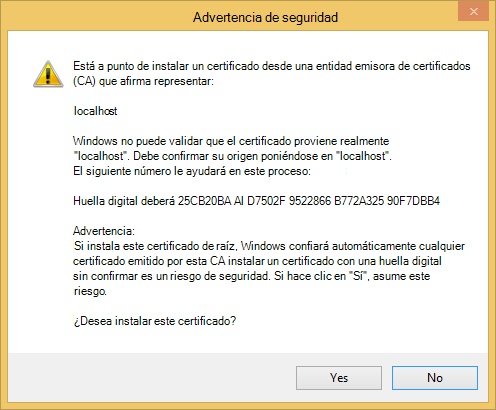 Advertencia de seguridad
Está a punto de instalar un certificado desde una entidad emisora de certificados
(CA) que afirma representar:
localhost
Windows no puede validar que el certificado proviene realmente
"localhost". Debe confirmar su origen poniéndose en "localhost".
El siguiente número le ayudará en este proceso:
Huella digital deberá 25CB20BA AI D7502F 9522866 B772A325 90F7DBB4
Advertencia:
Si instala este certificado de raíz, Windows confiará automáticamente cualquier
certificado emitido por esta CA instalar un certificado con una huella digital
sin confirmar es un riesgo de seguridad. Si hace clic en "Sí", asume este
riesgo.
¿Desea instalar este certificado?
Yes No